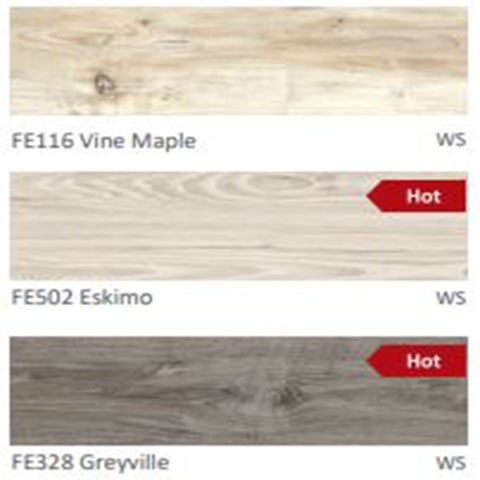 FE116 Vine Maple WS
Hot
FE502 Eskimo WS
Hot
FE328 Greyville WS